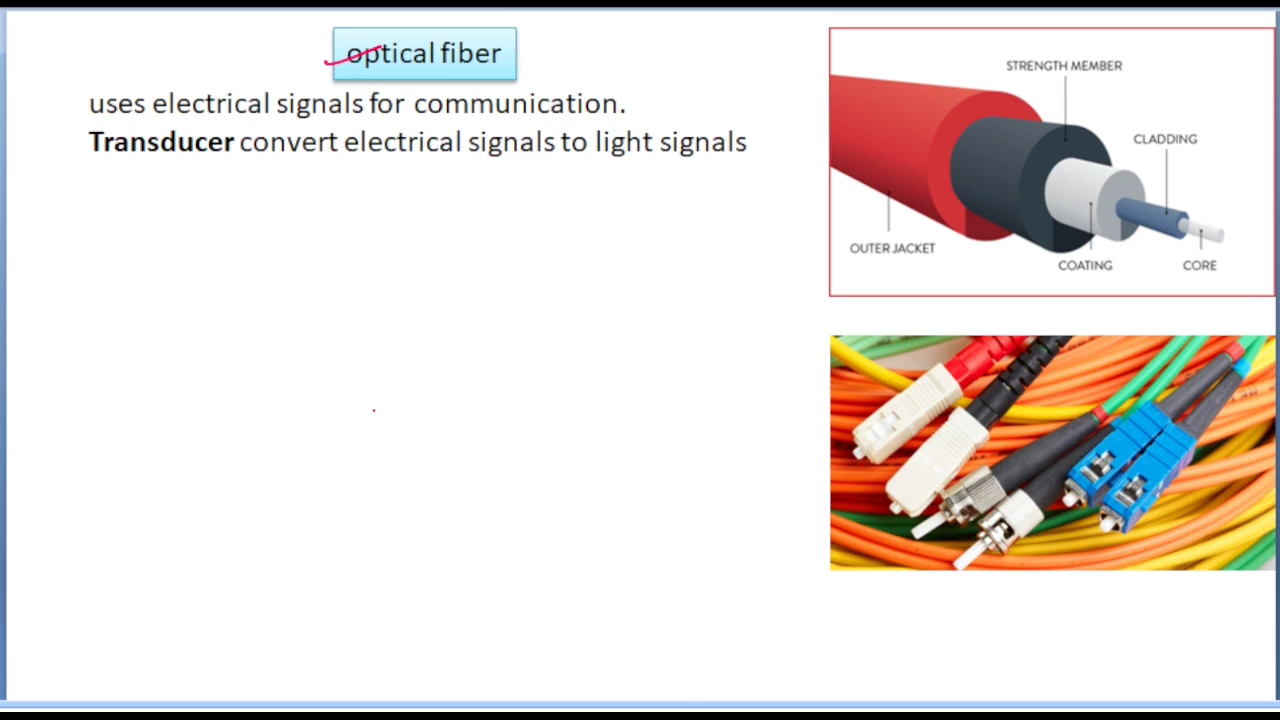 optical fiber
uses electrical signals for communication.
Transducer convert electrical signals to light signals
STRENGTH MEMBER
CLADDING
OUTER JACKET
COATING
CORE